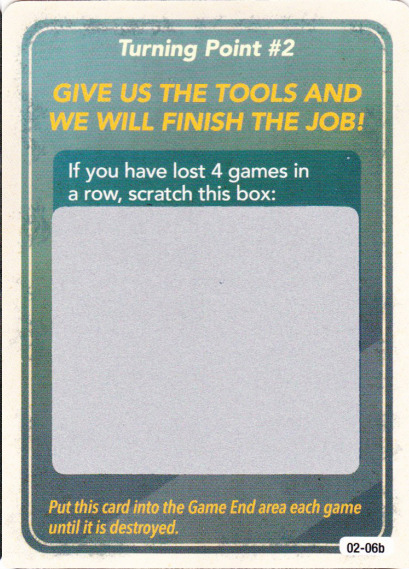 Turning Point #2
GIVE US THE TOOLS AND
WE WILL FINISH THE JOB!
If you have lost 4 games in
a row, scratch this box:
Put this card into the Game End area each game
until it is destroyed.
02-06b